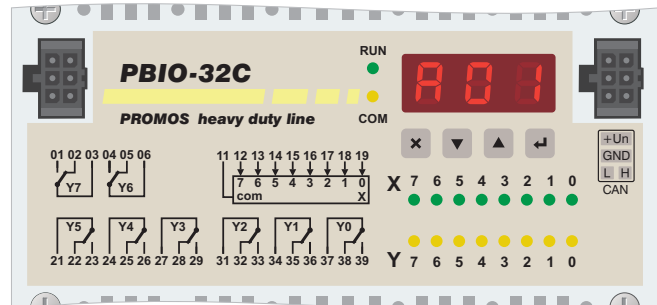 RUN
PBIO-32C
A01
PROMOS heavy duty line
COM
+Un
GND
L H
CAN
01 02 03 04 05 06
Y7 Y6
11 12 13 14 15 16 17 18 19
7 6 5 4 3 2 1 0
com X
X 7 6 5 4 3 2 1 0
Y5 Y4 Y3 Y2 Y1 Y0
21 22 23 24 25 26 27 28 29 31 32 33 34 35 36 37 38 39
Y 7 6 5 4 3 2 1 0